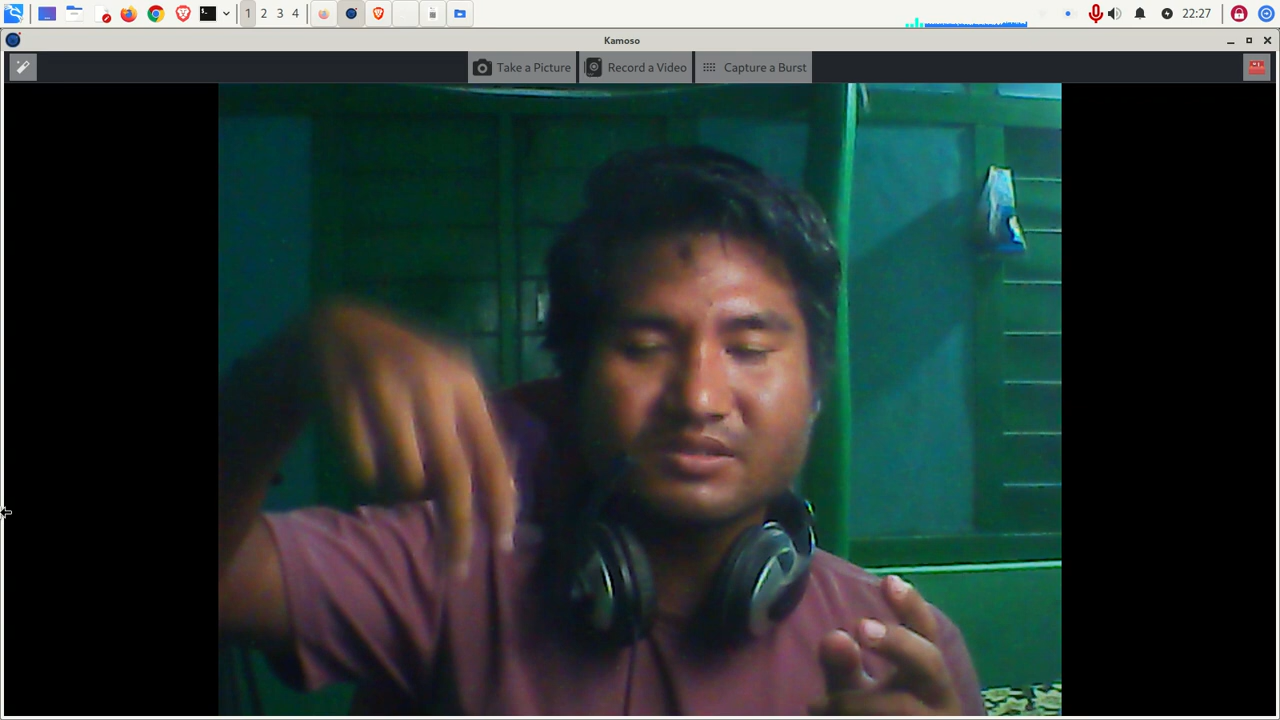 1 2 3 4
22:27
Kamoso
Take a Picture
Record a Video
Capture a Burst